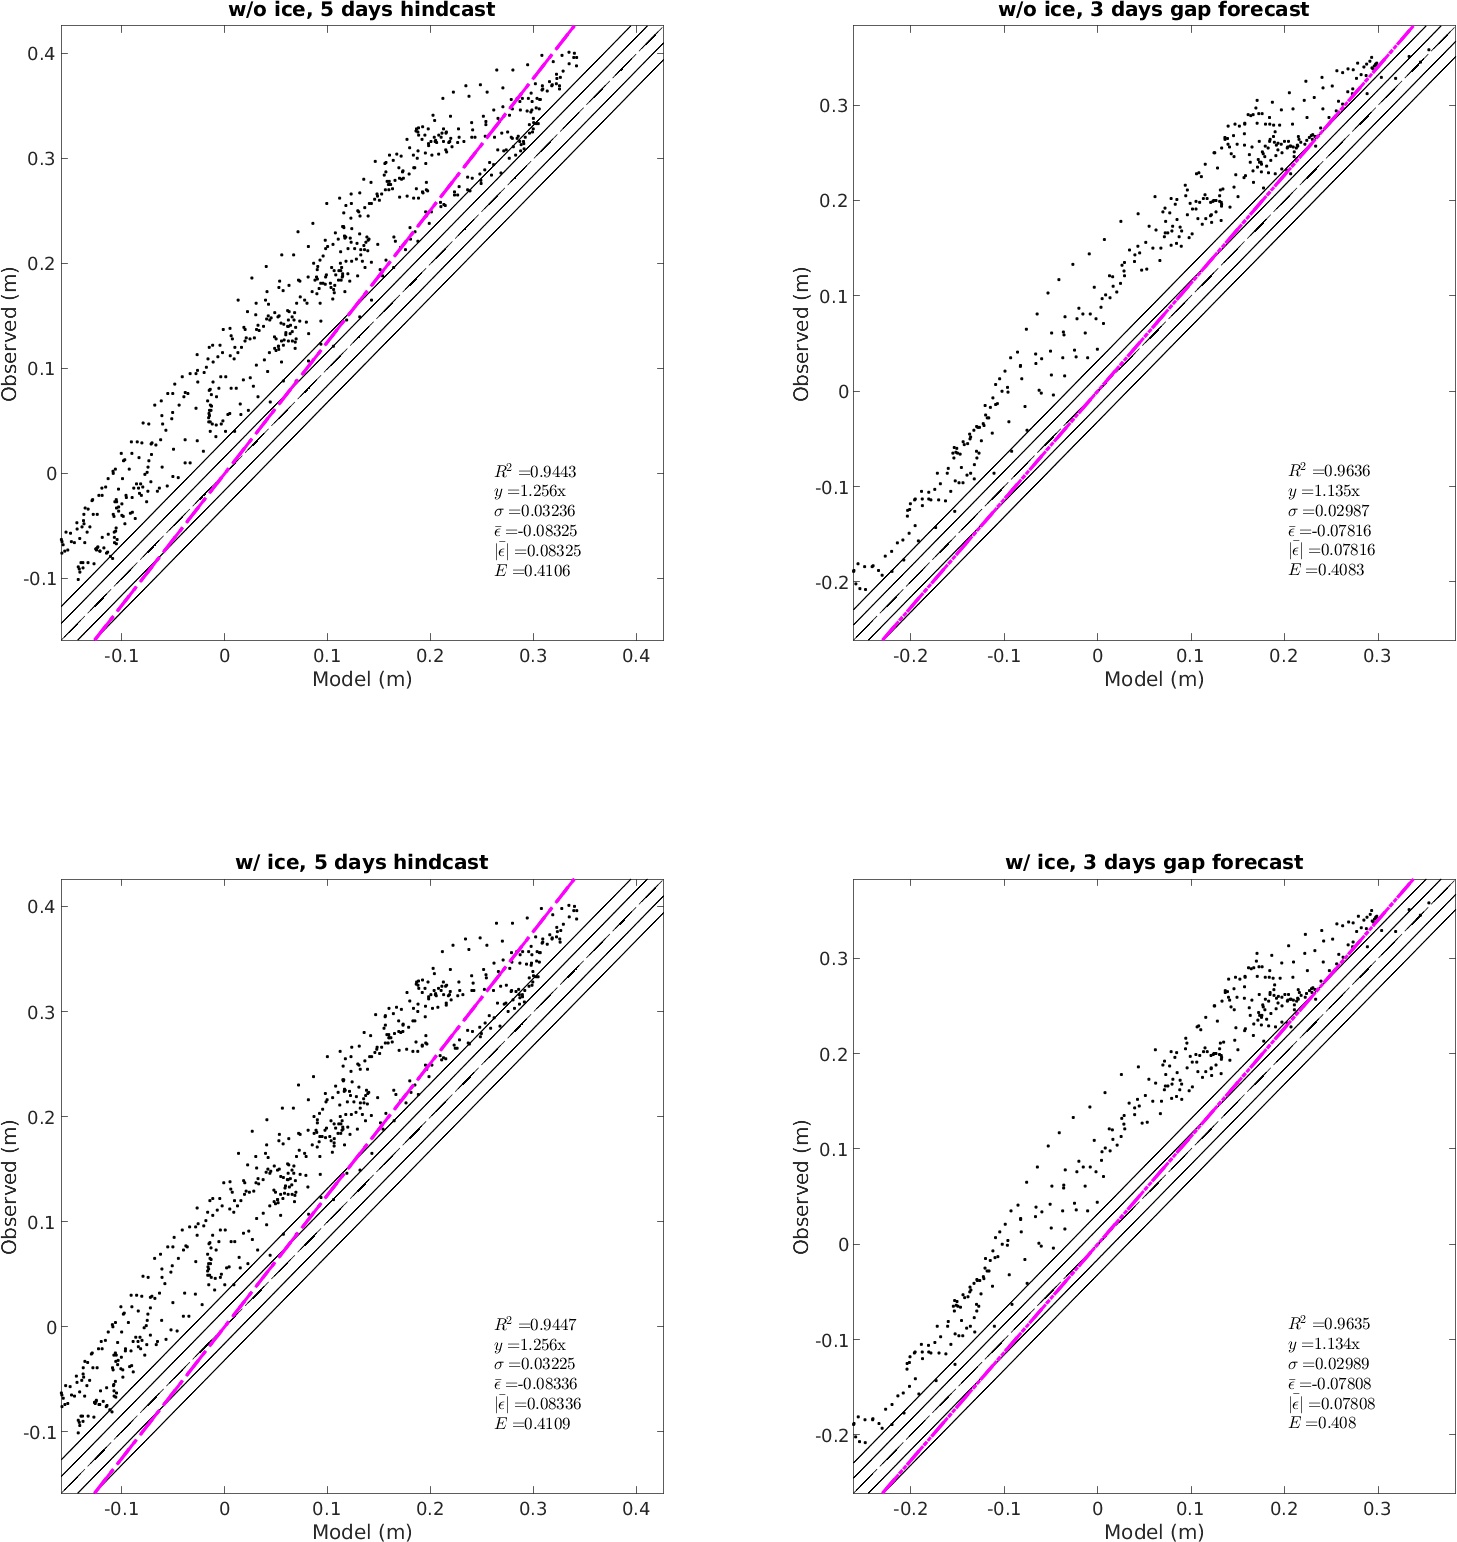 w/o ice, 5 days hindcast
Observed (m)
0.4
0.3
0.2
0.1
0
-0.1
R² =0.9443
y =1.256x
σ =0.03236
ε̄ =-0.08325
|ε̄| =0.08325
E =0.4106
-0.1 0 0.1 0.2 0.3 0.4
Model (m)
w/o ice, 3 days gap forecast
Observed (m)
0.3
0.2
0.1
0
-0.1
-0.2
R² =0.9636
y =1.135x
σ =0.02987
ε̄ =-0.07816
|ε̄| =0.07816
E =0.4083
-0.2 -0.1 0 0.1 0.2 0.3
Model (m)
w/ ice, 5 days hindcast
Observed (m)
0.4
0.3
0.2
0.1
0
-0.1
R² =0.9447
y =1.256x
σ =0.03225
ε̄ =-0.08336
|ε̄| =0.08336
E =0.4109
-0.1 0 0.1 0.2 0.3 0.4
Model (m)
w/ ice, 3 days gap forecast
Observed (m)
0.3
0.2
0.1
0
-0.1
-0.2
R² =0.9635
y =1.134x
σ =0.02989
ε̄ =-0.07808
|ε̄| =0.07808
E =0.408
-0.2 -0.1 0 0.1 0.2 0.3
Model (m)